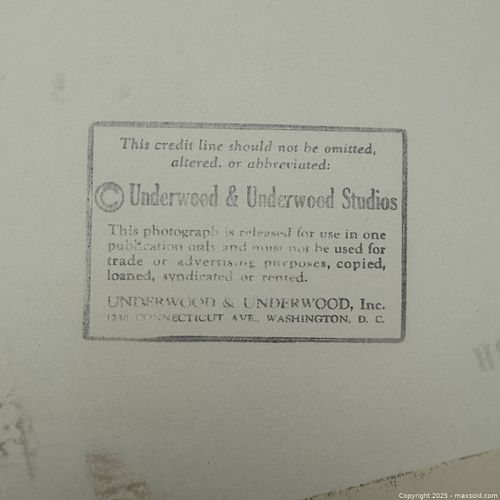 This credit line should not be omitted,
altered, or abbreviated:
© Underwood & Underwood Studios
This photograph is released for use in one
publication only and must not be used for
trade or advertising purposes, copied,
loaned, syndicated or rented.
UNDERWOOD & UNDERWOOD, Inc.
1230 CONNECTICUT AVE., WASHINGTON, D. C.
Copyright 2025 - maxsold.com